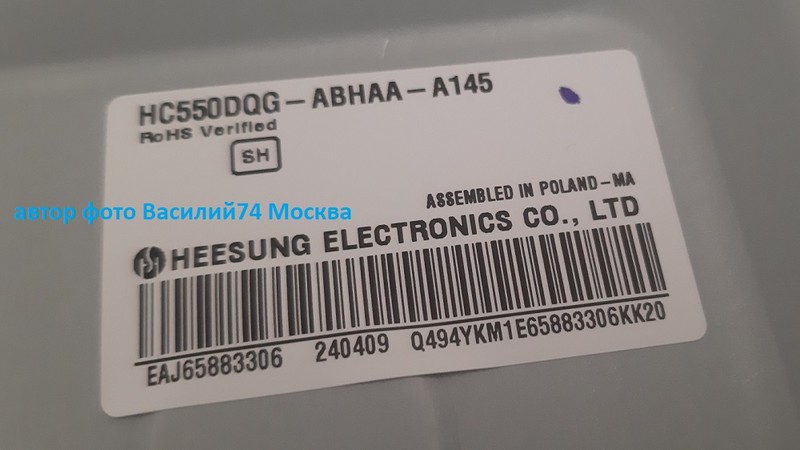 HC550DQG-ABHAA-A145
RoHS Verified
SH
ASSEMBLED IN POLAND-MA
автор фото Василий74 Москва
HEESUNG ELECTRONICS CO., LTD
EAJ65883306 240409 Q494YKM1E65883306KK20